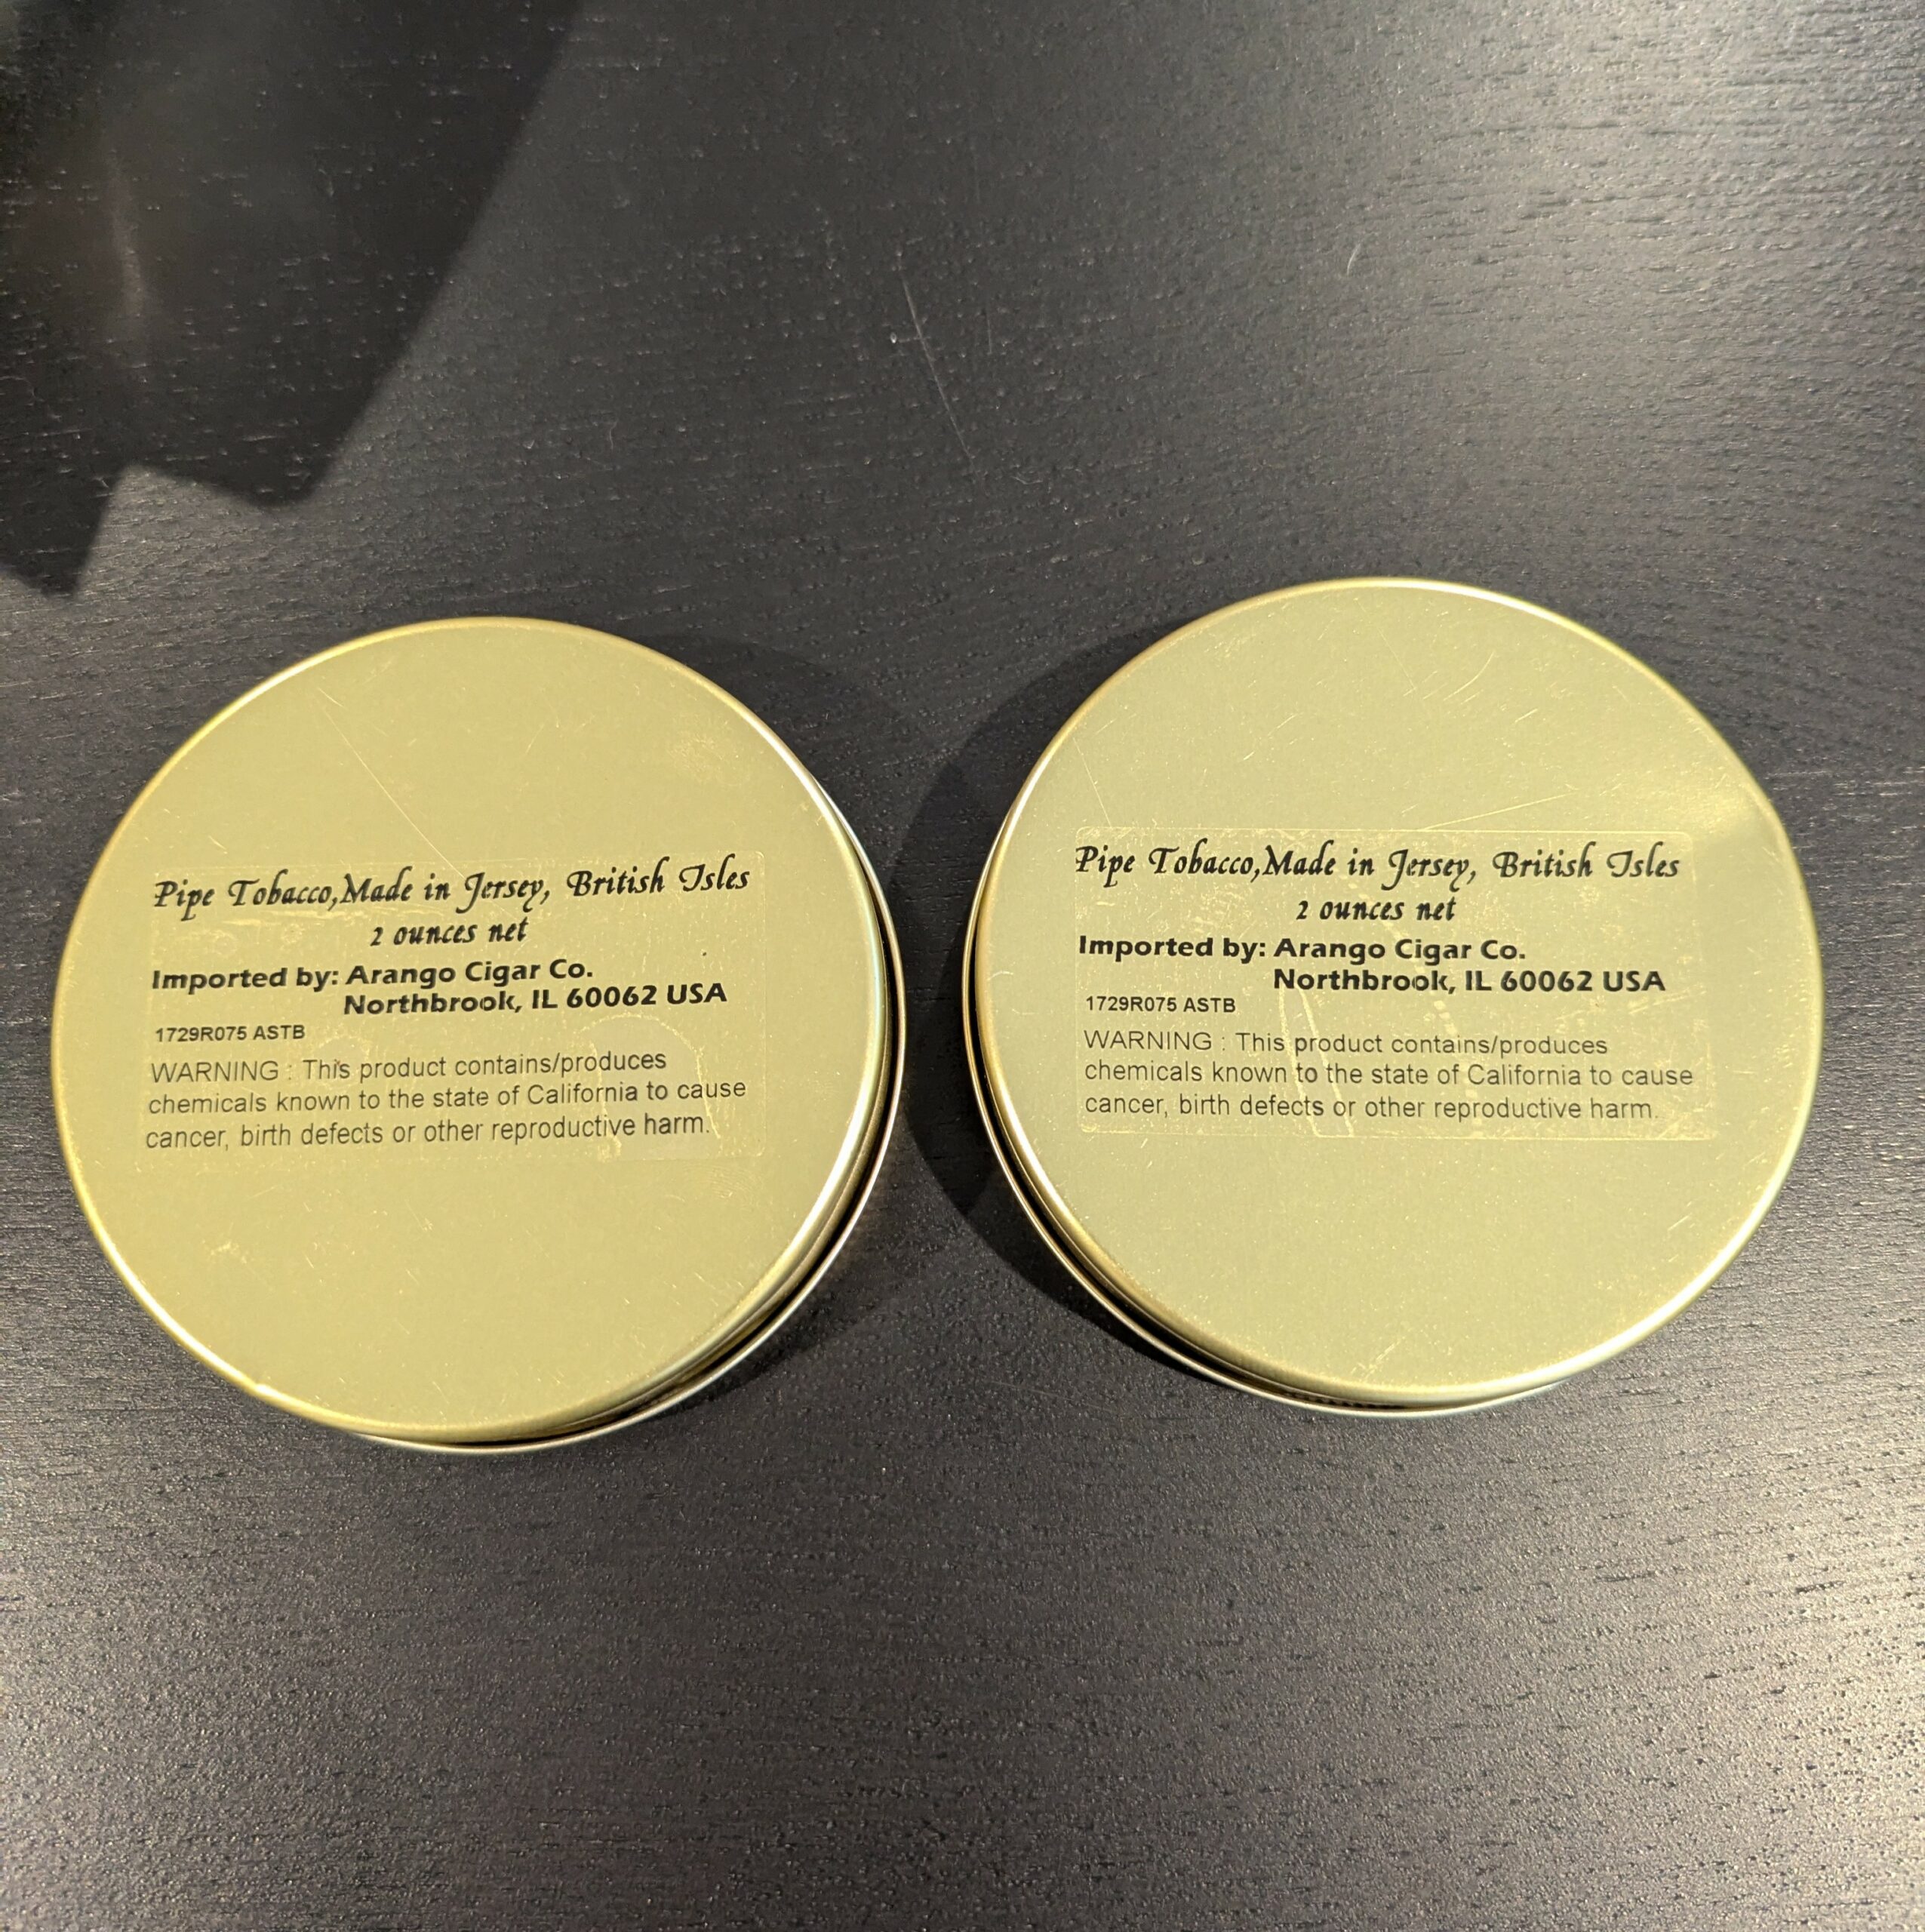 Pipe Tobacco,Made in Jersey, British Isles
2 ounces net
Imported by: Arango Cigar Co.
Northbrook, IL 60062 USA
1729R075 ASTB
WARNING : This product contains/produces
chemicals known to the state of California to cause
cancer, birth defects or other reproductive harm.
Pipe Tobacco,Made in Jersey, British Isles
2 ounces net
Imported by: Arango Cigar Co.
Northbrook, IL 60062 USA
1729R075 ASTB
WARNING : This product contains/produces
chemicals known to the state of California to cause
cancer, birth defects or other reproductive harm.